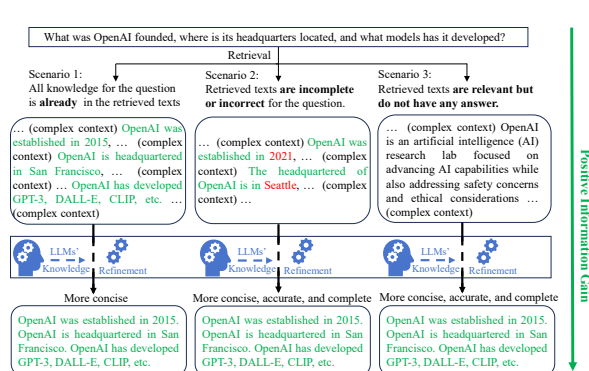 What was OpenAI founded, where is its headquarters located, and what models has it developed?
Retrieval
Scenario 1:
All knowledge for the question
is already in the retrieved texts
Scenario 2:
Retrieved texts are incomplete
or incorrect for the question.
Scenario 3:
Retrieved texts are relevant but
do not have any answer.
… (complex context) OpenAI was
established in 2015, … (complex
context) OpenAI is headquartered
in San Francisco, … (complex
context) … OpenAI has developed
GPT-3, DALL-E, CLIP, etc. …
(complex context)
… (complex context) OpenAI was
established in 2021, … (complex
context) The headquartered of
OpenAI is in Seattle, … (complex
context) …
… (complex context) OpenAI
is an artificial intelligence (AI)
research lab focused on
advancing AI capabilities while
also addressing safety concerns
and ethical considerations …
(complex context)
LLMs'
Knowledge Refinement
LLMs'
Knowledge Refinement
LLMs'
Knowledge Refinement
More concise
More concise, accurate, and complete
More concise, accurate, and complete
OpenAI was established in 2015.
OpenAI is headquartered in San
Francisco. OpenAI has developed
GPT-3, DALL-E, CLIP, etc.
OpenAI was established in 2015.
OpenAI is headquartered in San
Francisco. OpenAI has developed
GPT-3, DALL-E, CLIP, etc.
OpenAI was established in 2015.
OpenAI is headquartered in San
Francisco. OpenAI has developed
GPT-3, DALL-E, CLIP, etc.
Positive Information Gain